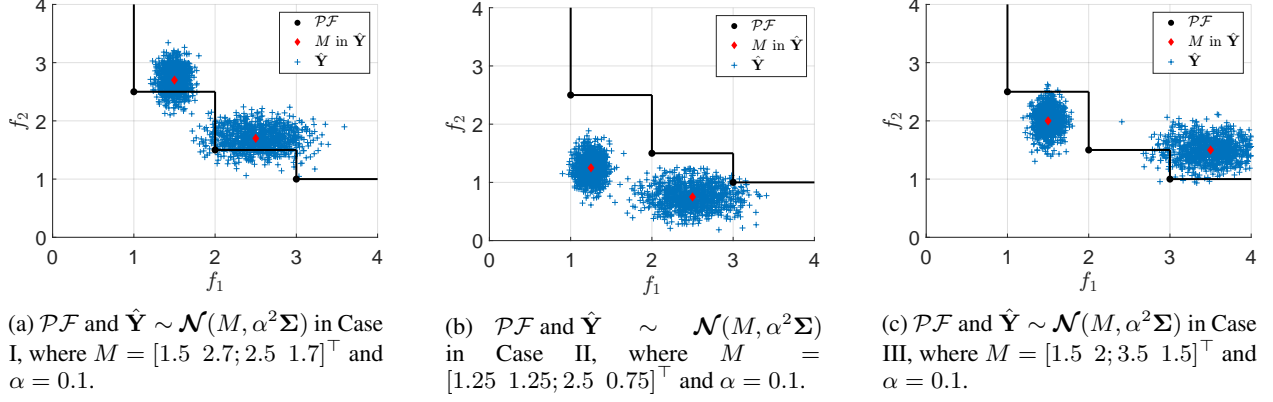 4
3
2
1
0
0
1
2
3
4
f₂
f₁
𝒫ℱ
M in Ŷ
Ŷ
4
3
2
1
0
0
1
2
3
4
f₂
f₁
𝒫ℱ
M in Ŷ
Ŷ
4
3
2
1
0
0
1
2
3
4
f₂
f₁
𝒫ℱ
M in Ŷ
Ŷ
(a) 𝒫ℱ and Ŷ ∼ 𝓝(M, α²Σ) in Case
I, where M = [1.5 2.7; 2.5 1.7]⊤ and
α = 0.1.
(b) 𝒫ℱ and Ŷ ∼ 𝓝(M, α²Σ)
in Case II, where M =
[1.25 1.25; 2.5 0.75]⊤ and α = 0.1.
(c) 𝒫ℱ and Ŷ ∼ 𝓝(M, α²Σ) in Case
III, where M = [1.5 2; 3.5 1.5]⊤ and
α = 0.1.